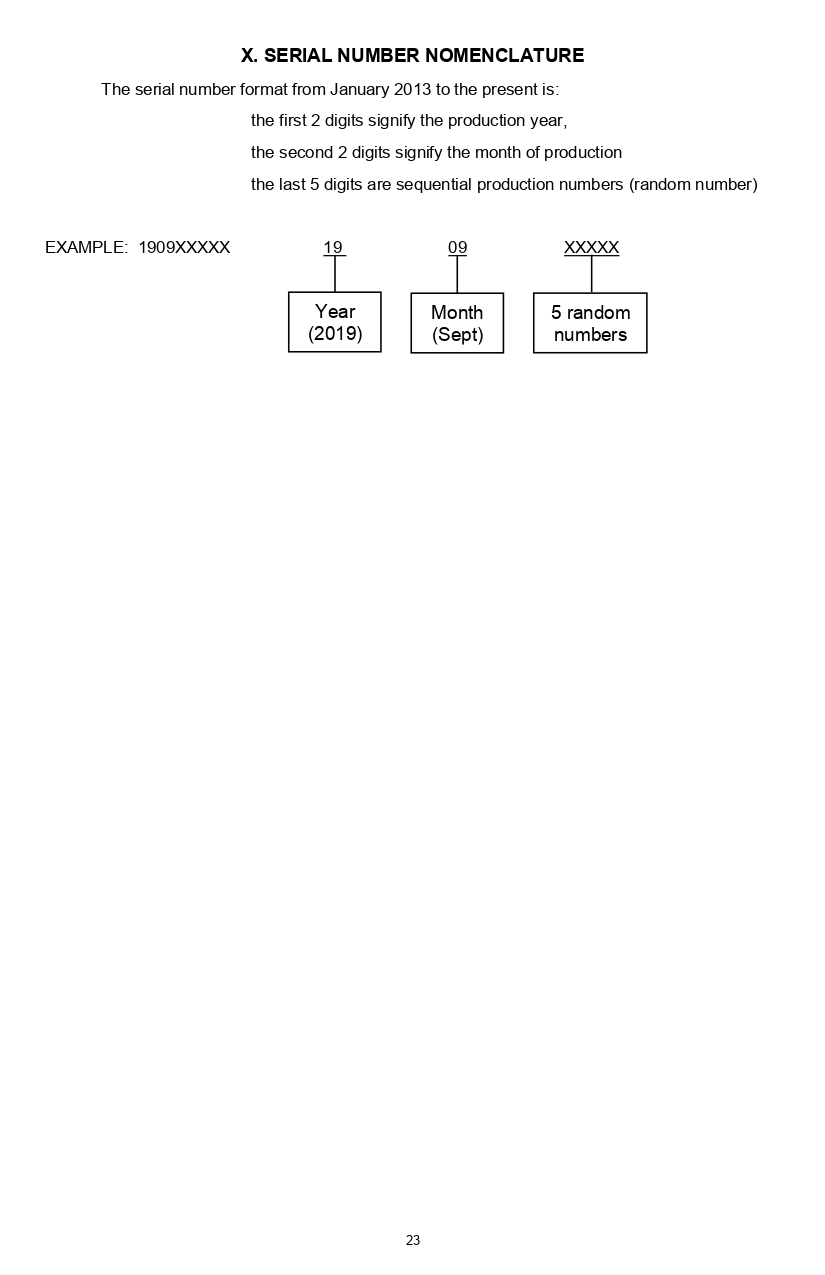 X. SERIAL NUMBER NOMENCLATURE
The serial number format from January 2013 to the present is:
the first 2 digits signify the production year,
the second 2 digits signify the month of production
the last 5 digits are sequential production numbers (random number)
EXAMPLE: 1909XXXXX 19 09 XXXXX
Year Month 5 random
(2019) (Sept) numbers
23